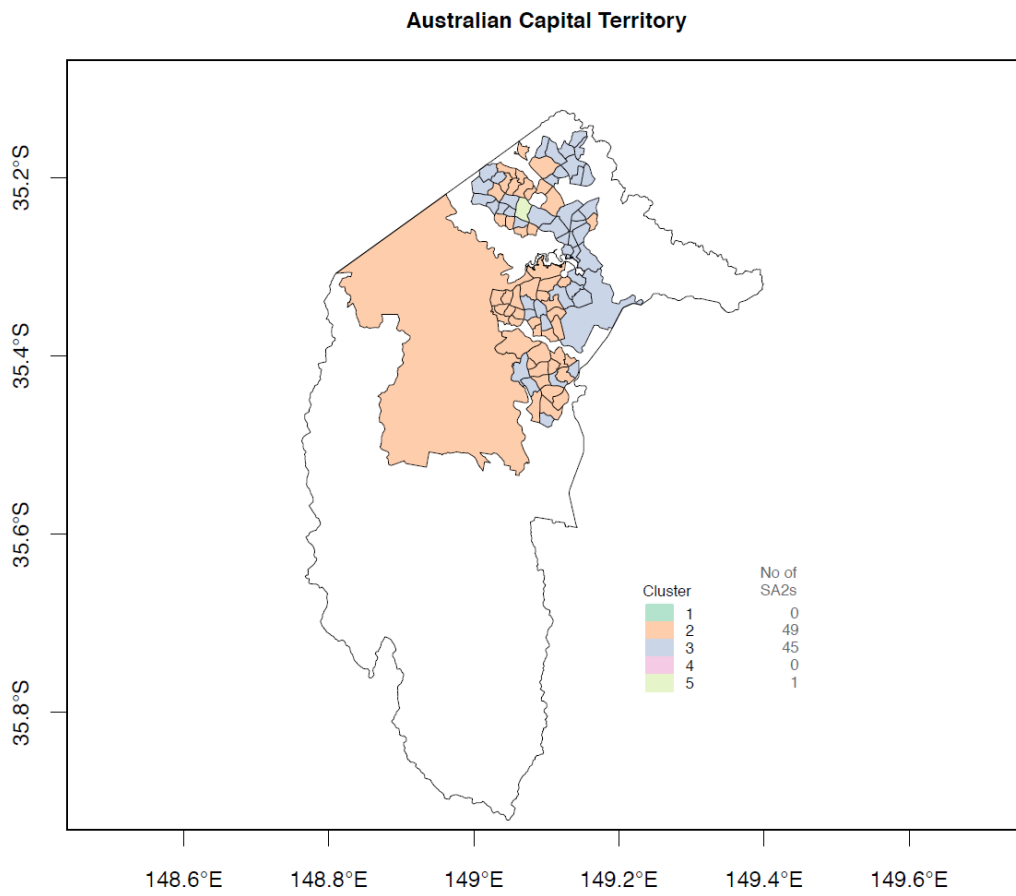 Australian Capital Territory
35.2°S
35.4°S
35.6°S
35.8°S
No of
Cluster SA2s
1 0
2 49
3 45
4 0
5 1
148.6°E 148.8°E 149°E 149.2°E 149.4°E 149.6°E